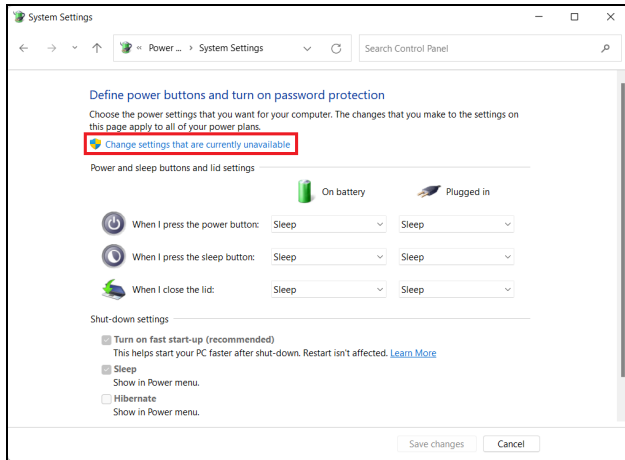 System Settings
« Power ... › System Settings
Search Control Panel
Define power buttons and turn on password protection
Choose the power settings that you want for your computer. The changes that you make to the settings on
this page apply to all of your power plans.
Change settings that are currently unavailable
Power and sleep buttons and lid settings
On battery Plugged in
When I press the power button: Sleep Sleep
When I press the sleep button: Sleep Sleep
When I close the lid: Sleep Sleep
Shut-down settings
Turn on fast start-up (recommended)
This helps start your PC faster after shut-down. Restart isn't affected. Learn More
Sleep
Show in Power menu.
Hibernate
Show in Power menu.
Save changes Cancel